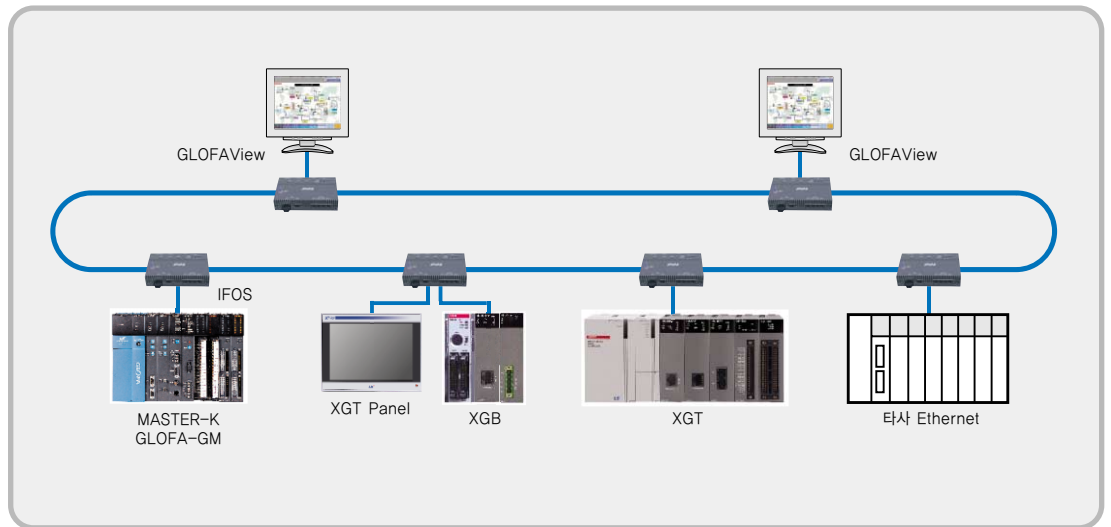 GLOFAView
GLOFAView
IFOS
MASTER-K
GLOFA-GM
XGT Panel
XGB
XGT
타사 Ethernet